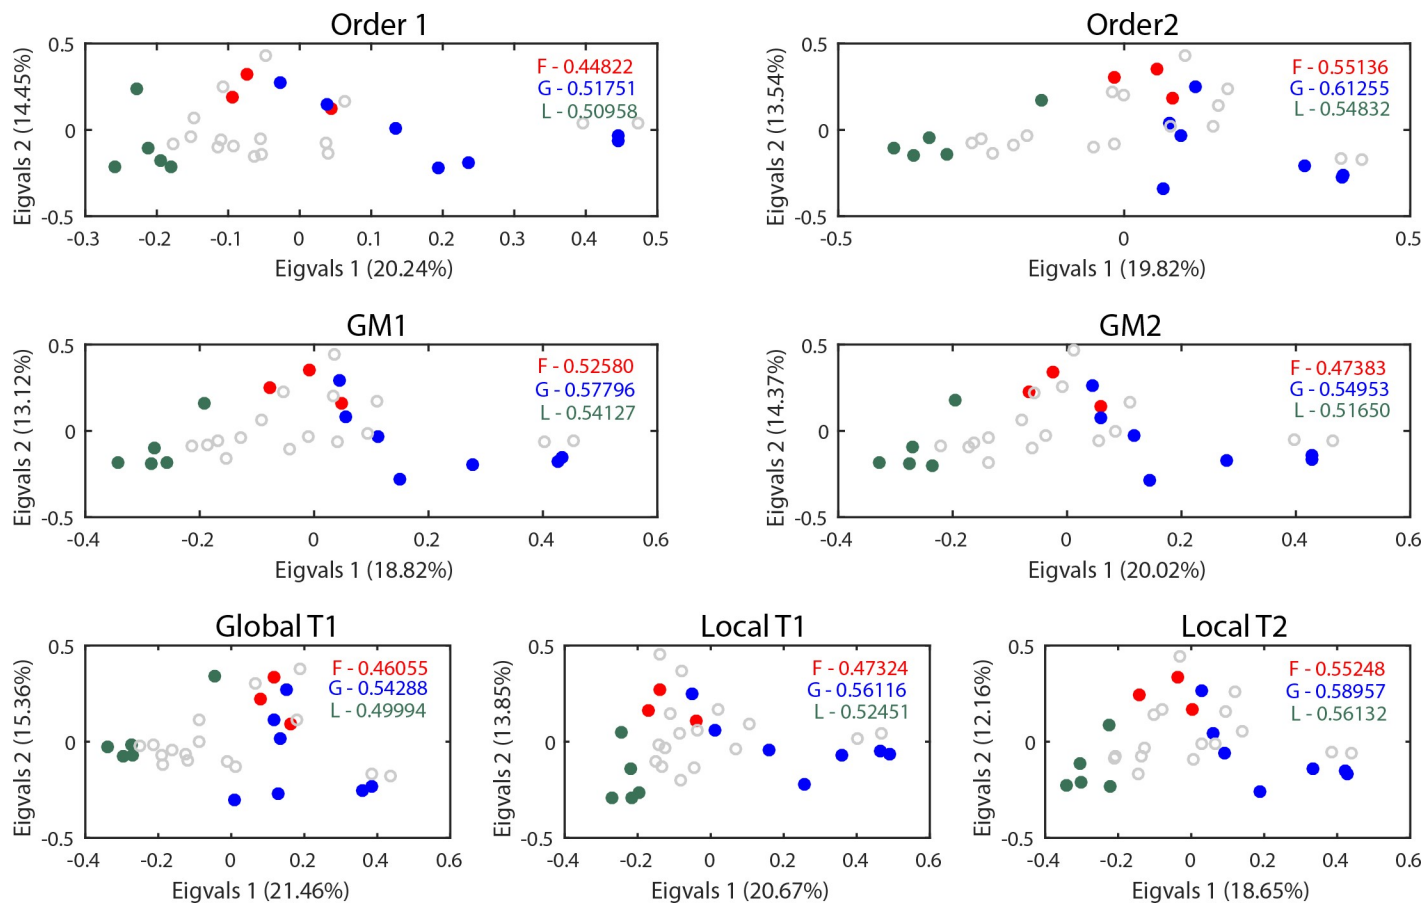 Order 1
0.5
0
-0.5
Eigvals 2 (14.45%)
F - 0.44822
G - 0.51751
L - 0.50958
-0.3 -0.2 -0.1 0 0.1 0.2 0.3 0.4 0.5
Eigvals 1 (20.24%)
Order2
0.5
0
-0.5
Eigvals 2 (13.54%)
F - 0.55136
G - 0.61255
L - 0.54832
-0.5 0 0.5
Eigvals 1 (19.82%)
GM1
0.5
0
-0.5
Eigvals 2 (13.12%)
F - 0.52580
G - 0.57796
L - 0.54127
-0.4 -0.2 0 0.2 0.4 0.6
Eigvals 1 (18.82%)
GM2
0.5
0
-0.5
Eigvals 2 (14.37%)
F - 0.47383
G - 0.54953
L - 0.51650
-0.4 -0.2 0 0.2 0.4 0.6
Eigvals 1 (20.02%)
Global T1
0.5
0
-0.5
Eigvals 2 (15.36%)
F - 0.46055
G - 0.54288
L - 0.49994
-0.4 -0.2 0 0.2 0.4 0.6
Eigvals 1 (21.46%)
Local T1
0.5
0
-0.5
Eigvals 2 (13.85%)
F - 0.47324
G - 0.56116
L - 0.52451
-0.4 -0.2 0 0.2 0.4 0.6
Eigvals 1 (20.67%)
Local T2
0.5
0
-0.5
Eigvals 2 (12.16%)
F - 0.55248
G - 0.58957
L - 0.56132
-0.4 -0.2 0 0.2 0.4 0.6
Eigvals 1 (18.65%)